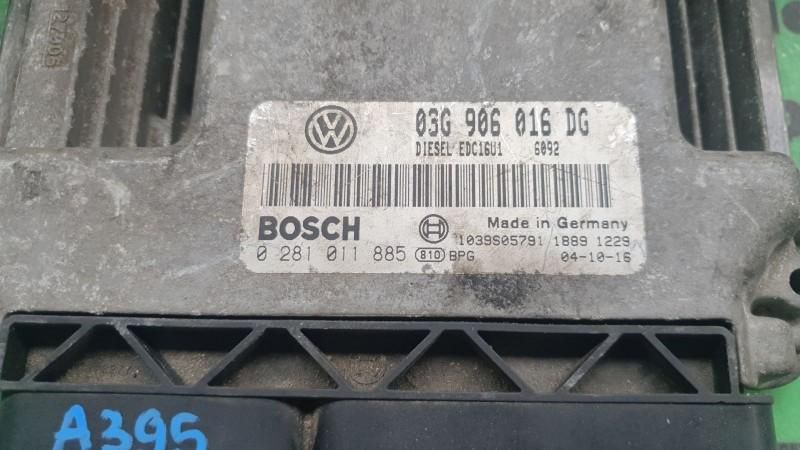 03G 906 016 DG
DIESEL EDC16U1 6092
BOSCH
Made in Germany
1039S05791 1889 1229
0 281 011 885 810 BPG 04-10-16
A395